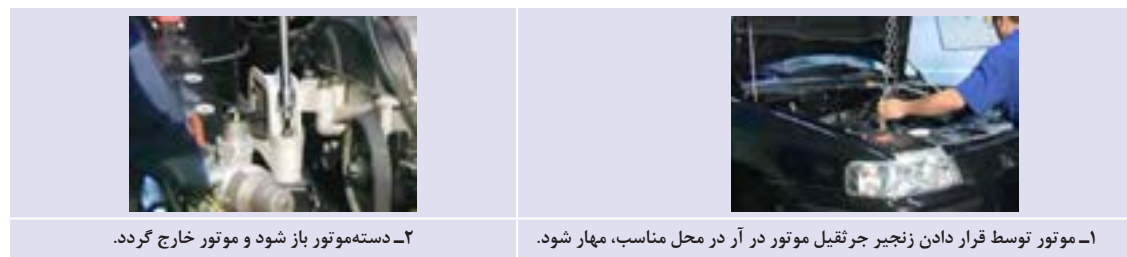 ۱ــ موتور توسط قرار دادن زنجیر جرثقیل موتور در آر در محل مناسب، مهار شود.
۲ــ دسته‌موتور باز شود و موتور خارج گردد.